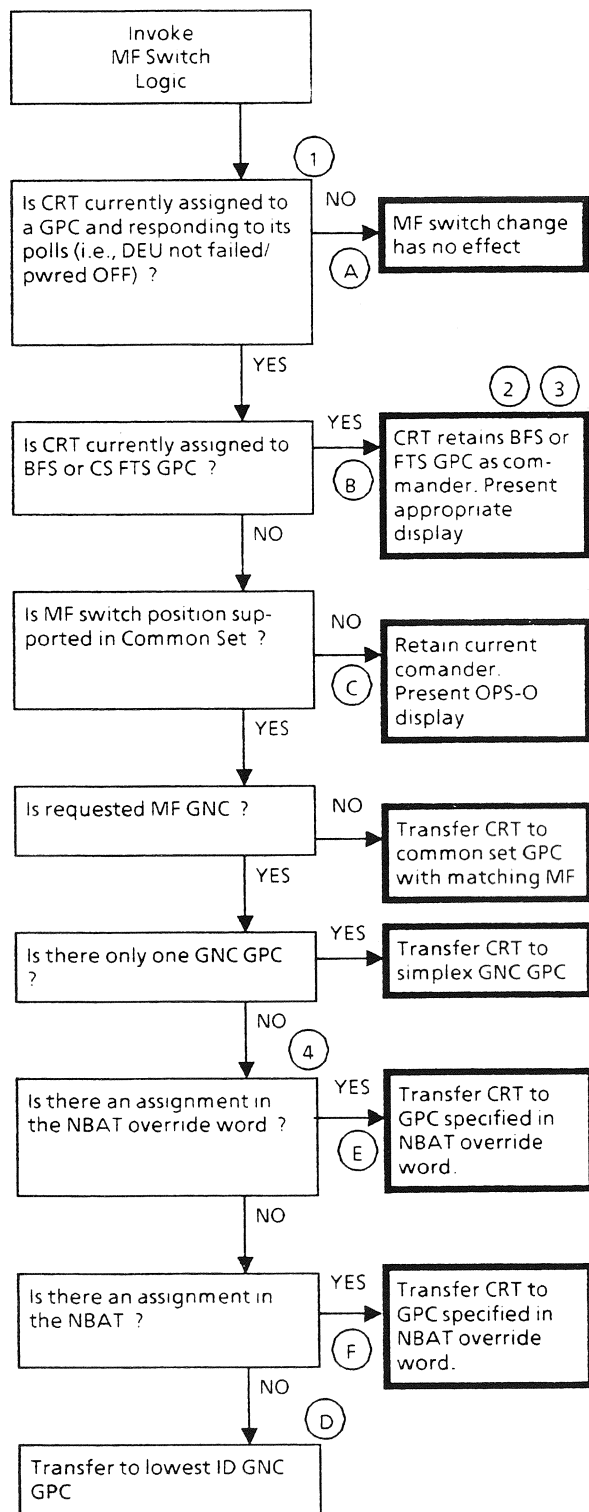 Invoke
MF Switch
Logic
1
Is CRT currently assigned to
a GPC and responding to its
polls (i.e., DEU not failed/
pwred OFF) ?
NO
A
MF switch change
has no effect
YES
2 3
Is CRT currently assigned to
BFS or CS FTS GPC ?
YES
B
CRT retains BFS or
FTS GPC as com-
mander. Present
appropriate
display
NO
Is MF switch position sup-
ported in Common Set ?
NO
C
Retain current
comander.
Present OPS-O
display
YES
Is requested MF GNC ?
NO
Transfer CRT to
common set GPC
with matching MF
YES
Is there only one GNC GPC
?
YES
Transfer CRT to
simplex GNC GPC
NO
4
Is there an assignment in
the NBAT override word ?
YES
E
Transfer CRT to
GPC specified in
NBAT override
word.
NO
Is there an assignment in
the NBAT ?
YES
F
Transfer CRT to
GPC specified in
NBAT override
word.
NO
D
Transfer to lowest ID GNC
GPC